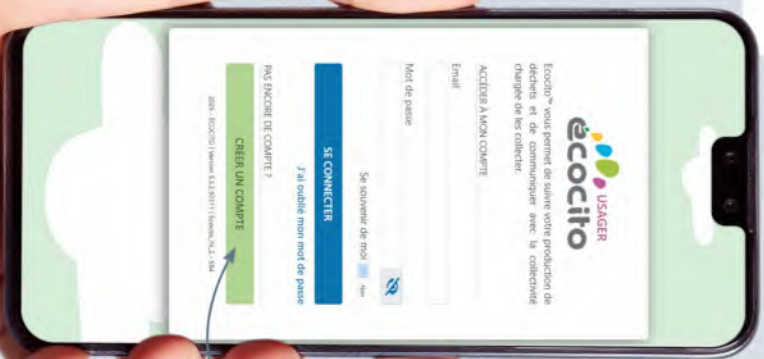 USAGER
écocito
Ecocito™ vous permet de suivre votre production de
déchets et de communiquer avec la collectivité
chargée de les collecter.
ACCÉDER À MON COMPTE
Email
Mot de passe
Se souvenir de moi Non
SE CONNECTER
J'ai oublié mon mot de passe
PAS ENCORE DE COMPTE ?
CRÉER UN COMPTE